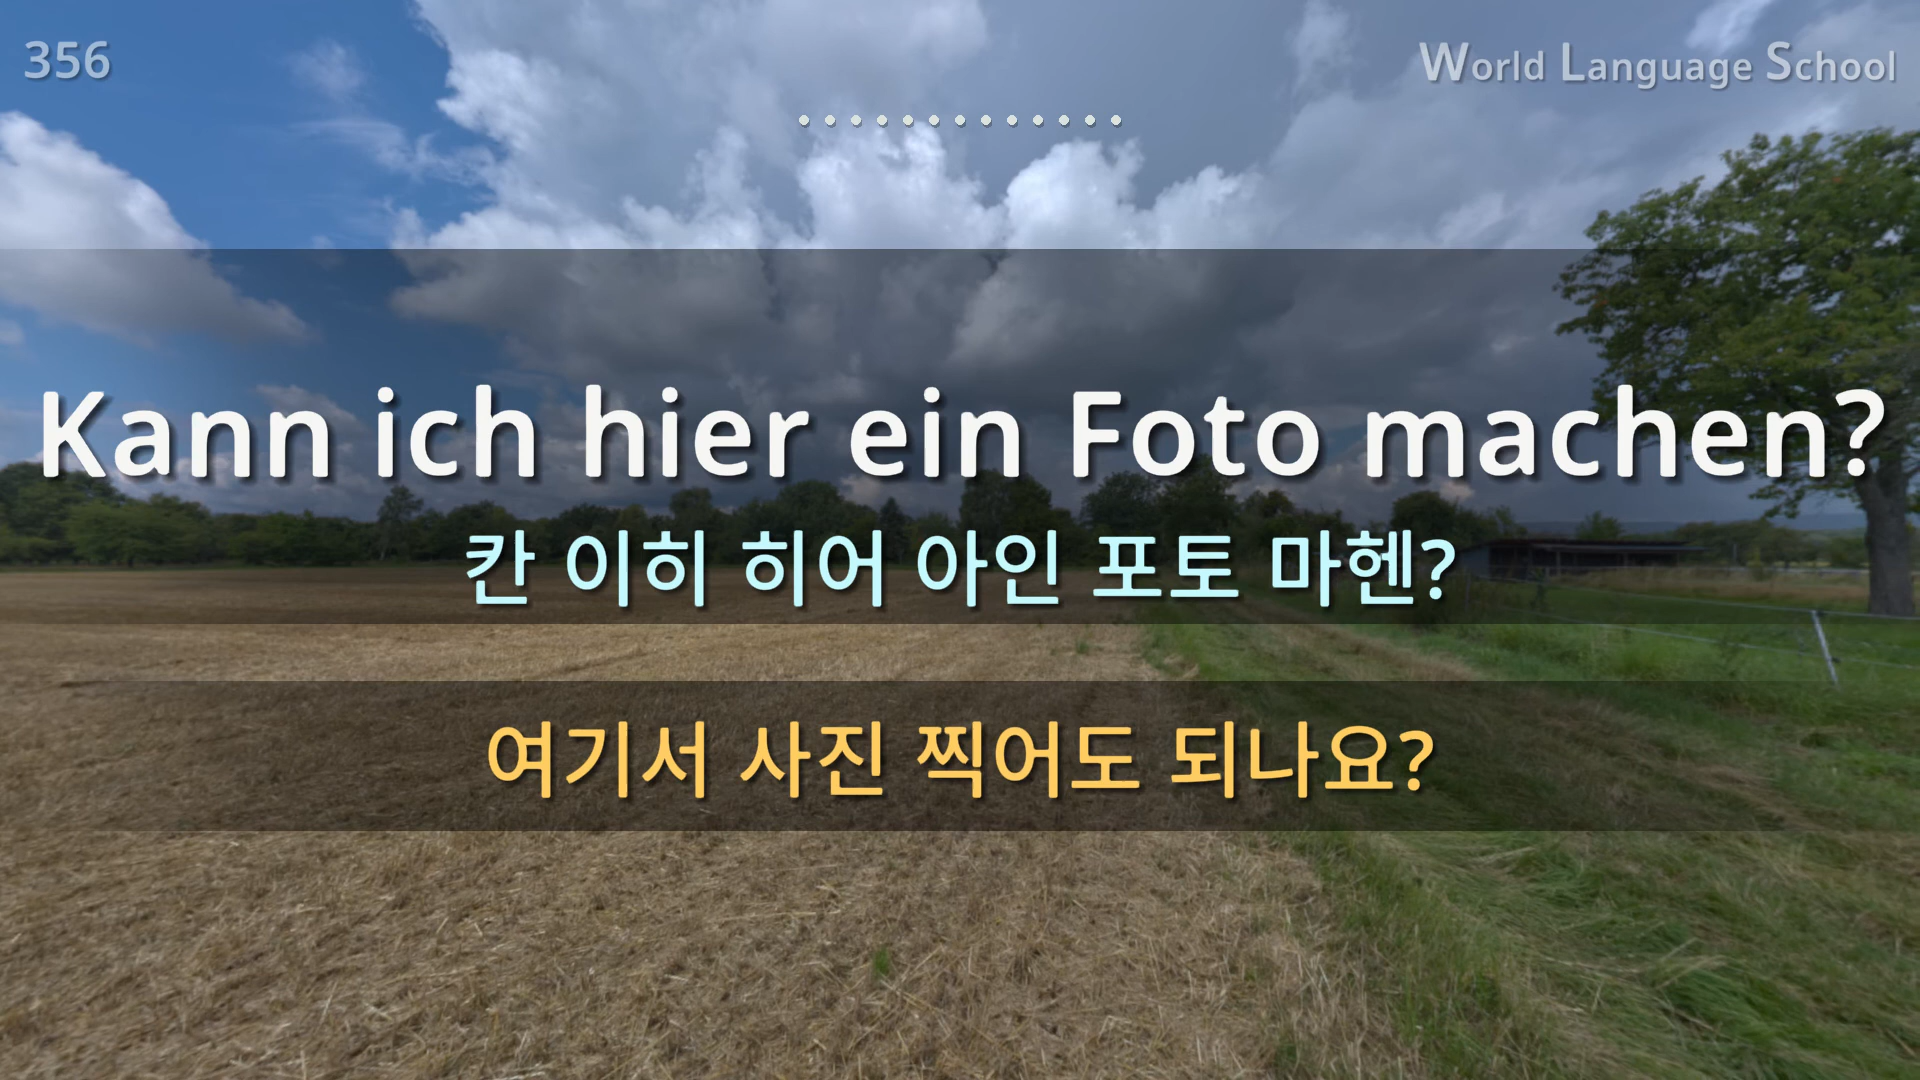 356
World Language School
Kann ich hier ein Foto machen?
칸 이히 히어 아인 포토 마헨?
여기서 사진 찍어도 되나요?